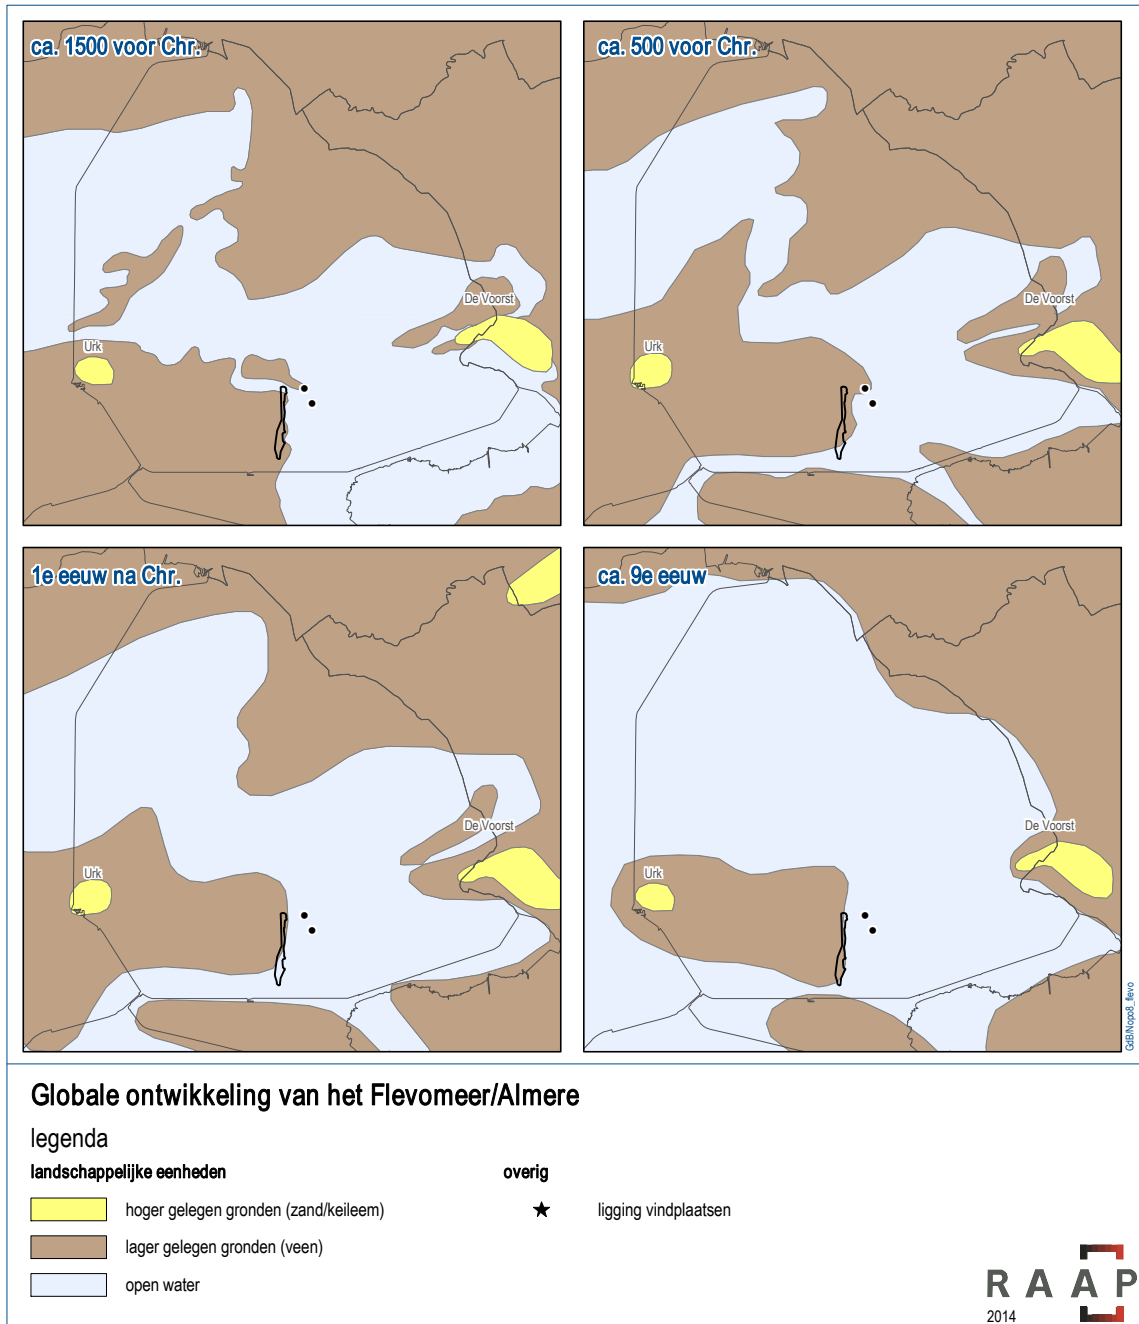 ca. 1500 voor Chr.
De Voorst
Urk
ca. 500 voor Chr.
De Voorst
Urk
1e eeuw na Chr.
De Voorst
Urk
ca. 9e eeuw
De Voorst
Urk
GdB/Nopo8_flevo
Globale ontwikkeling van het Flevomeer/Almere
legenda
landschappelijke eenheden
overig
hoger gelegen gronden (zand/keileem)
ligging vindplaatsen
lager gelegen gronden (veen)
open water
RAAP
2014